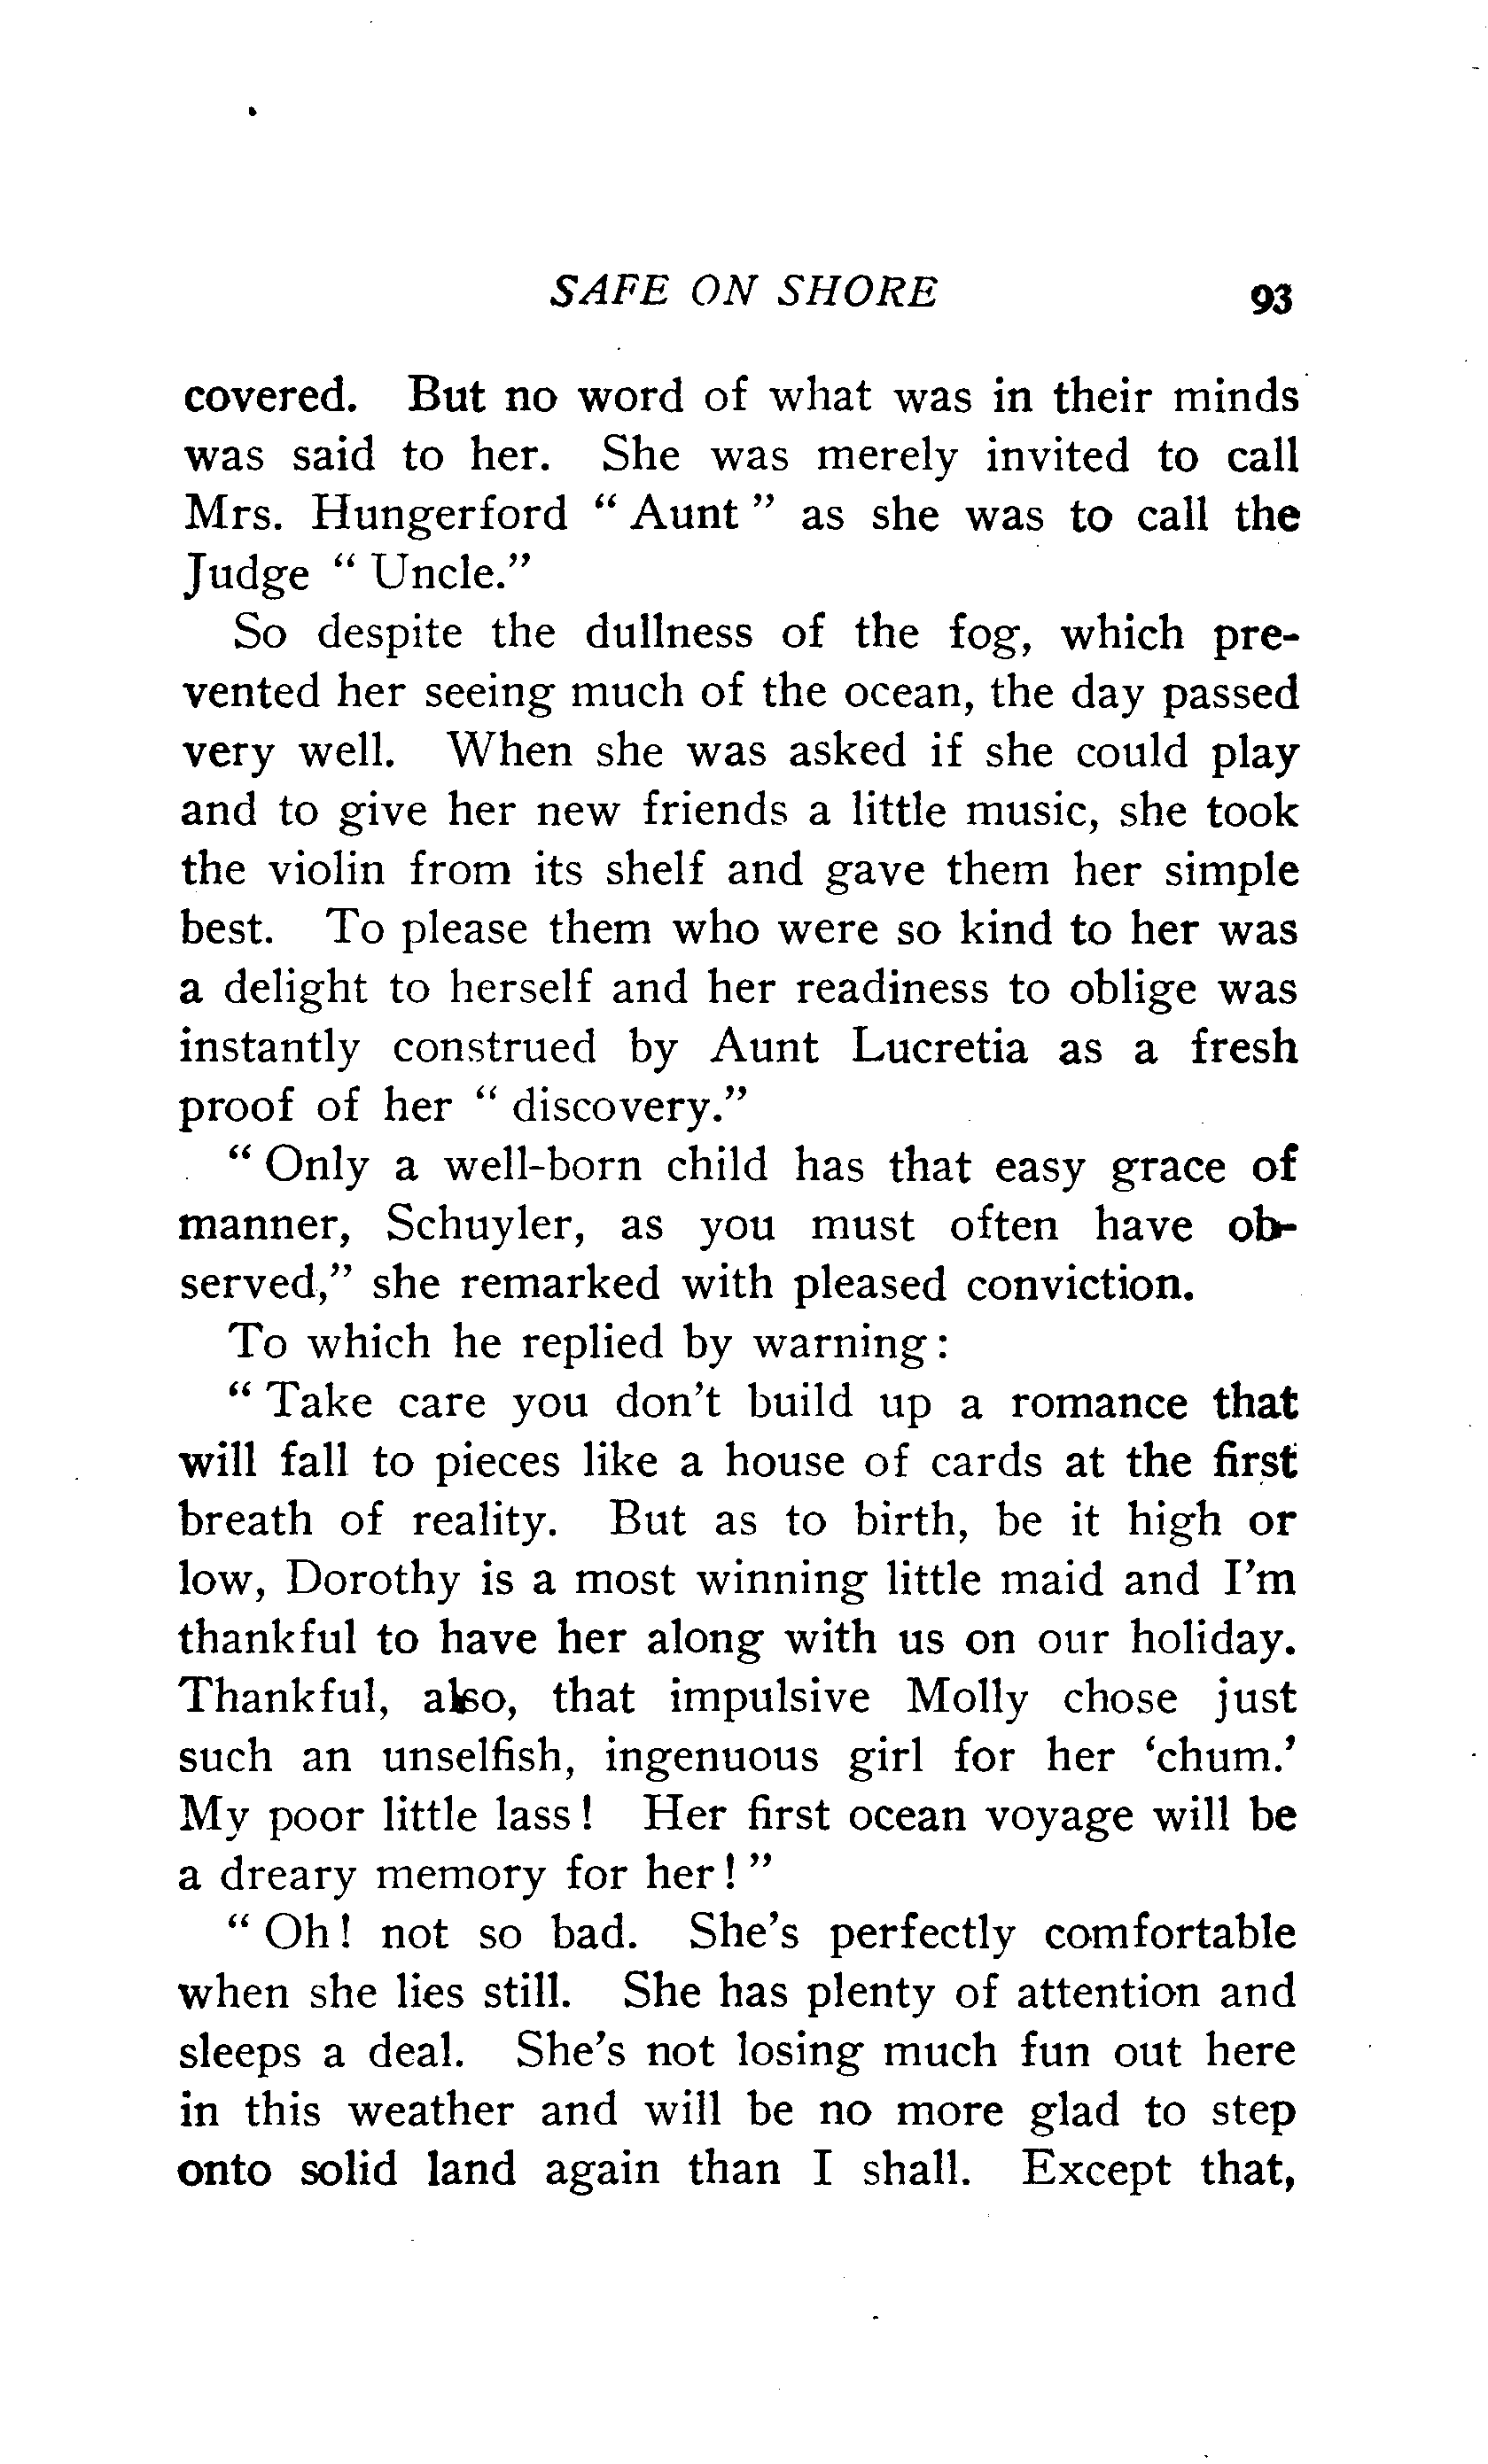 SAFE ON SHORE 93
covered. But no word of what was in their minds
was said to her. She was merely invited to call
Mrs. Hungerford “ Aunt ” as she was to call the
Judge “ Uncle.”
So despite the dullness of the fog, which pre-
vented her seeing much of the ocean, the day passed
very well. When she was asked if she could play
and to give her new friends a little music, she took
the violin from its shelf and gave them her simple
best. To please them who were so kind to her was
a delight to herself and her readiness to oblige was
instantly construed by Aunt Lucretia as a fresh
proof of her “ discovery.”
“ Only a well-born child has that easy grace of
manner, Schuyler, as you must often have ob-
served,” she remarked with pleased conviction.
To which he replied by warning :
“ Take care you don’t build up a romance that
will fall to pieces like a house of cards at the first
breath of reality. But as to birth, be it high or
low, Dorothy is a most winning little maid and I’m
thankful to have her along with us on our holiday.
Thankful, also, that impulsive Molly chose just
such an unselfish, ingenuous girl for her ‘chum.’
My poor little lass ! Her first ocean voyage will be
a dreary memory for her ! ”
“ Oh ! not so bad. She’s perfectly comfortable
when she lies still. She has plenty of attention and
sleeps a deal. She’s not losing much fun out here
in this weather and will be no more glad to step
onto solid land again than I shall. Except that,